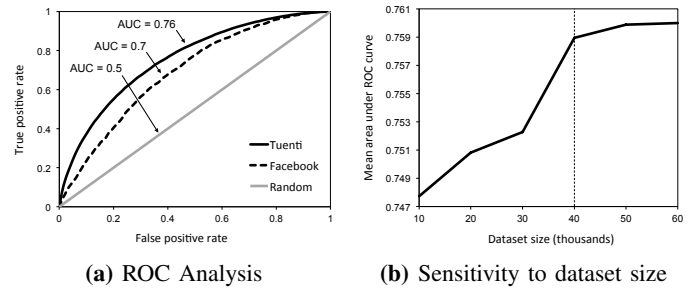 1
0.8
0.6
0.4
0.2
0
0 0.2 0.4 0.6 0.8 1
True positive rate
False positive rate
AUC = 0.76
AUC = 0.7
AUC = 0.5
Tuenti
Facebook
Random
(a) ROC Analysis
0.761
0.759
0.757
0.755
0.753
0.751
0.749
0.747
10 20 30 40 50 60
Mean area under ROC curve
Dataset size (thousands)
(b) Sensitivity to dataset size